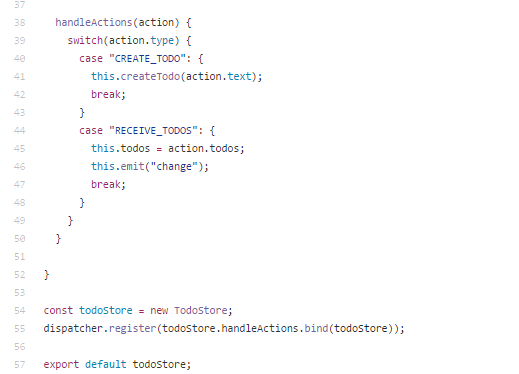 37
38 handleActions(action) {
39 switch(action.type) {
40 case "CREATE_TODO": {
41 this.createTodo(action.text);
42 break;
43 }
44 case "RECEIVE_TODOS": {
45 this.todos = action.todos;
46 this.emit("change");
47 break;
48 }
49 }
50 }
51
52 }
53
54 const todoStore = new TodoStore;
55 dispatcher.register(todoStore.handleActions.bind(todoStore));
56
57 export default todoStore;